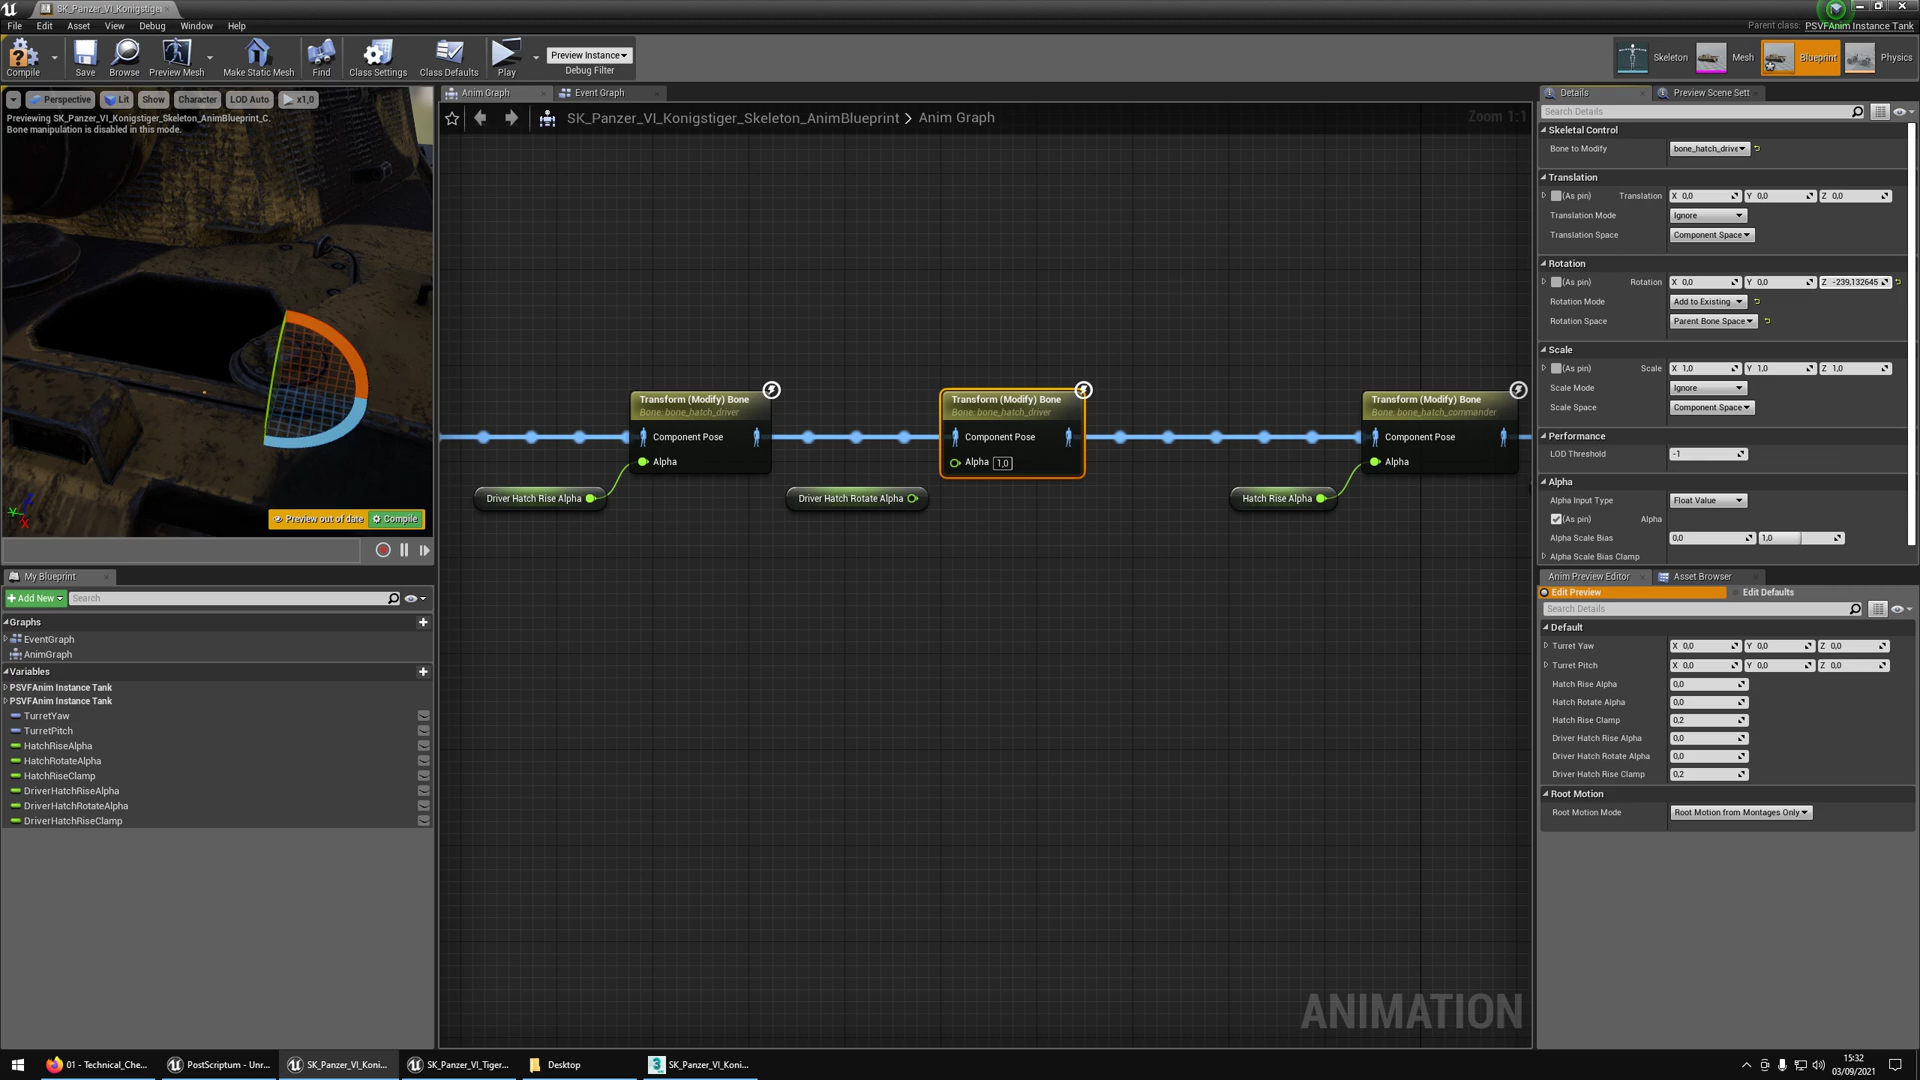 SK_Panzer_VI_Konigstiger
File Edit Asset View Debug Window Help
Parent class: PSVFAnim Instance Tank
Compile Save Browse Preview Mesh Make Static Mesh Find Class Settings Class Defaults Play
Preview Instance
Debug Filter
Skeleton Mesh Blueprint Physics
Perspective Lit Show Character LOD Auto x1,0
Previewing SK_Panzer_VI_Konigstiger_Skeleton_AnimBlueprint_C.
Bone manipulation is disabled in this mode.
Preview out of date Compile
Anim Graph Event Graph
SK_Panzer_VI_Konigstiger_Skeleton_AnimBlueprint > Anim Graph
Zoom 1:1
Transform (Modify) Bone
Bone: bone_hatch_driver
Component Pose
Alpha
Driver Hatch Rise Alpha
Transform (Modify) Bone
Bone: bone_hatch_driver
Component Pose
Alpha 1,0
Driver Hatch Rotate Alpha
Transform (Modify) Bone
Bone: bone_hatch_commander
Component Pose
Alpha
Hatch Rise Alpha
ANIMATION
My Blueprint
Add New Search
Graphs
EventGraph
AnimGraph
Variables
PSVFAnim Instance Tank
PSVFAnim Instance Tank
TurretYaw
TurretPitch
HatchRiseAlpha
HatchRotateAlpha
HatchRiseClamp
DriverHatchRiseAlpha
DriverHatchRotateAlpha
DriverHatchRiseClamp
Details Preview Scene Sett
Search Details
Skeletal Control
Bone to Modify bone_hatch_drive
Translation
(As pin) Translation X 0,0 Y 0,0 Z 0,0
Translation Mode Ignore
Translation Space Component Space
Rotation
(As pin) Rotation X 0,0 Y 0,0 Z -239,132645
Rotation Mode Add to Existing
Rotation Space Parent Bone Space
Scale
(As pin) Scale X 1,0 Y 1,0 Z 1,0
Scale Mode Ignore
Scale Space Component Space
Performance
LOD Threshold -1
Alpha
Alpha Input Type Float Value
(As pin) Alpha
Alpha Scale Bias 0,0 1,0
Alpha Scale Bias Clamp
Anim Preview Editor Asset Browser
Edit Preview Edit Defaults
Search Details
Default
Turret Yaw X 0,0 Y 0,0 Z 0,0
Turret Pitch X 0,0 Y 0,0 Z 0,0
Hatch Rise Alpha 0,0
Hatch Rotate Alpha 0,0
Hatch Rise Clamp 0,2
Driver Hatch Rise Alpha 0,0
Driver Hatch Rotate Alpha 0,0
Driver Hatch Rise Clamp 0,2
Root Motion
Root Motion Mode Root Motion from Montages Only
01 - Technical_Che... PostScriptum - Unr... SK_Panzer_VI_Koni... SK_Panzer_VI_Tiger... Desktop SK_Panzer_VI_Koni...
15:32
03/09/2021